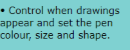 • Control when drawings
appear and set the pen
colour, size and shape.